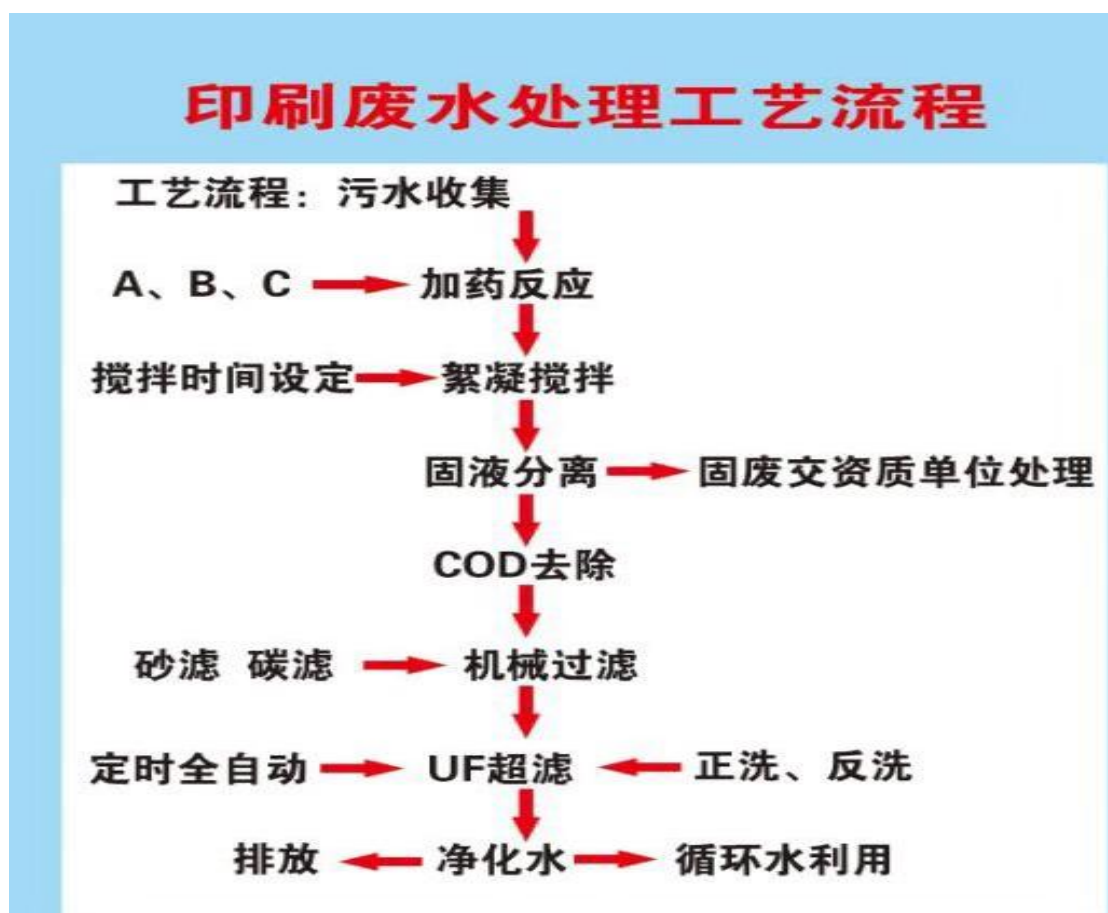 印刷废水处理工艺流程
工艺流程：污水收集
A、B、C 加药反应
搅拌时间设定 絮凝搅拌
固液分离 固废交资质单位处理
COD去除
砂滤 碳滤 机械过滤
定时全自动 UF超滤 正洗、反洗
排放 净化水 循环水利用